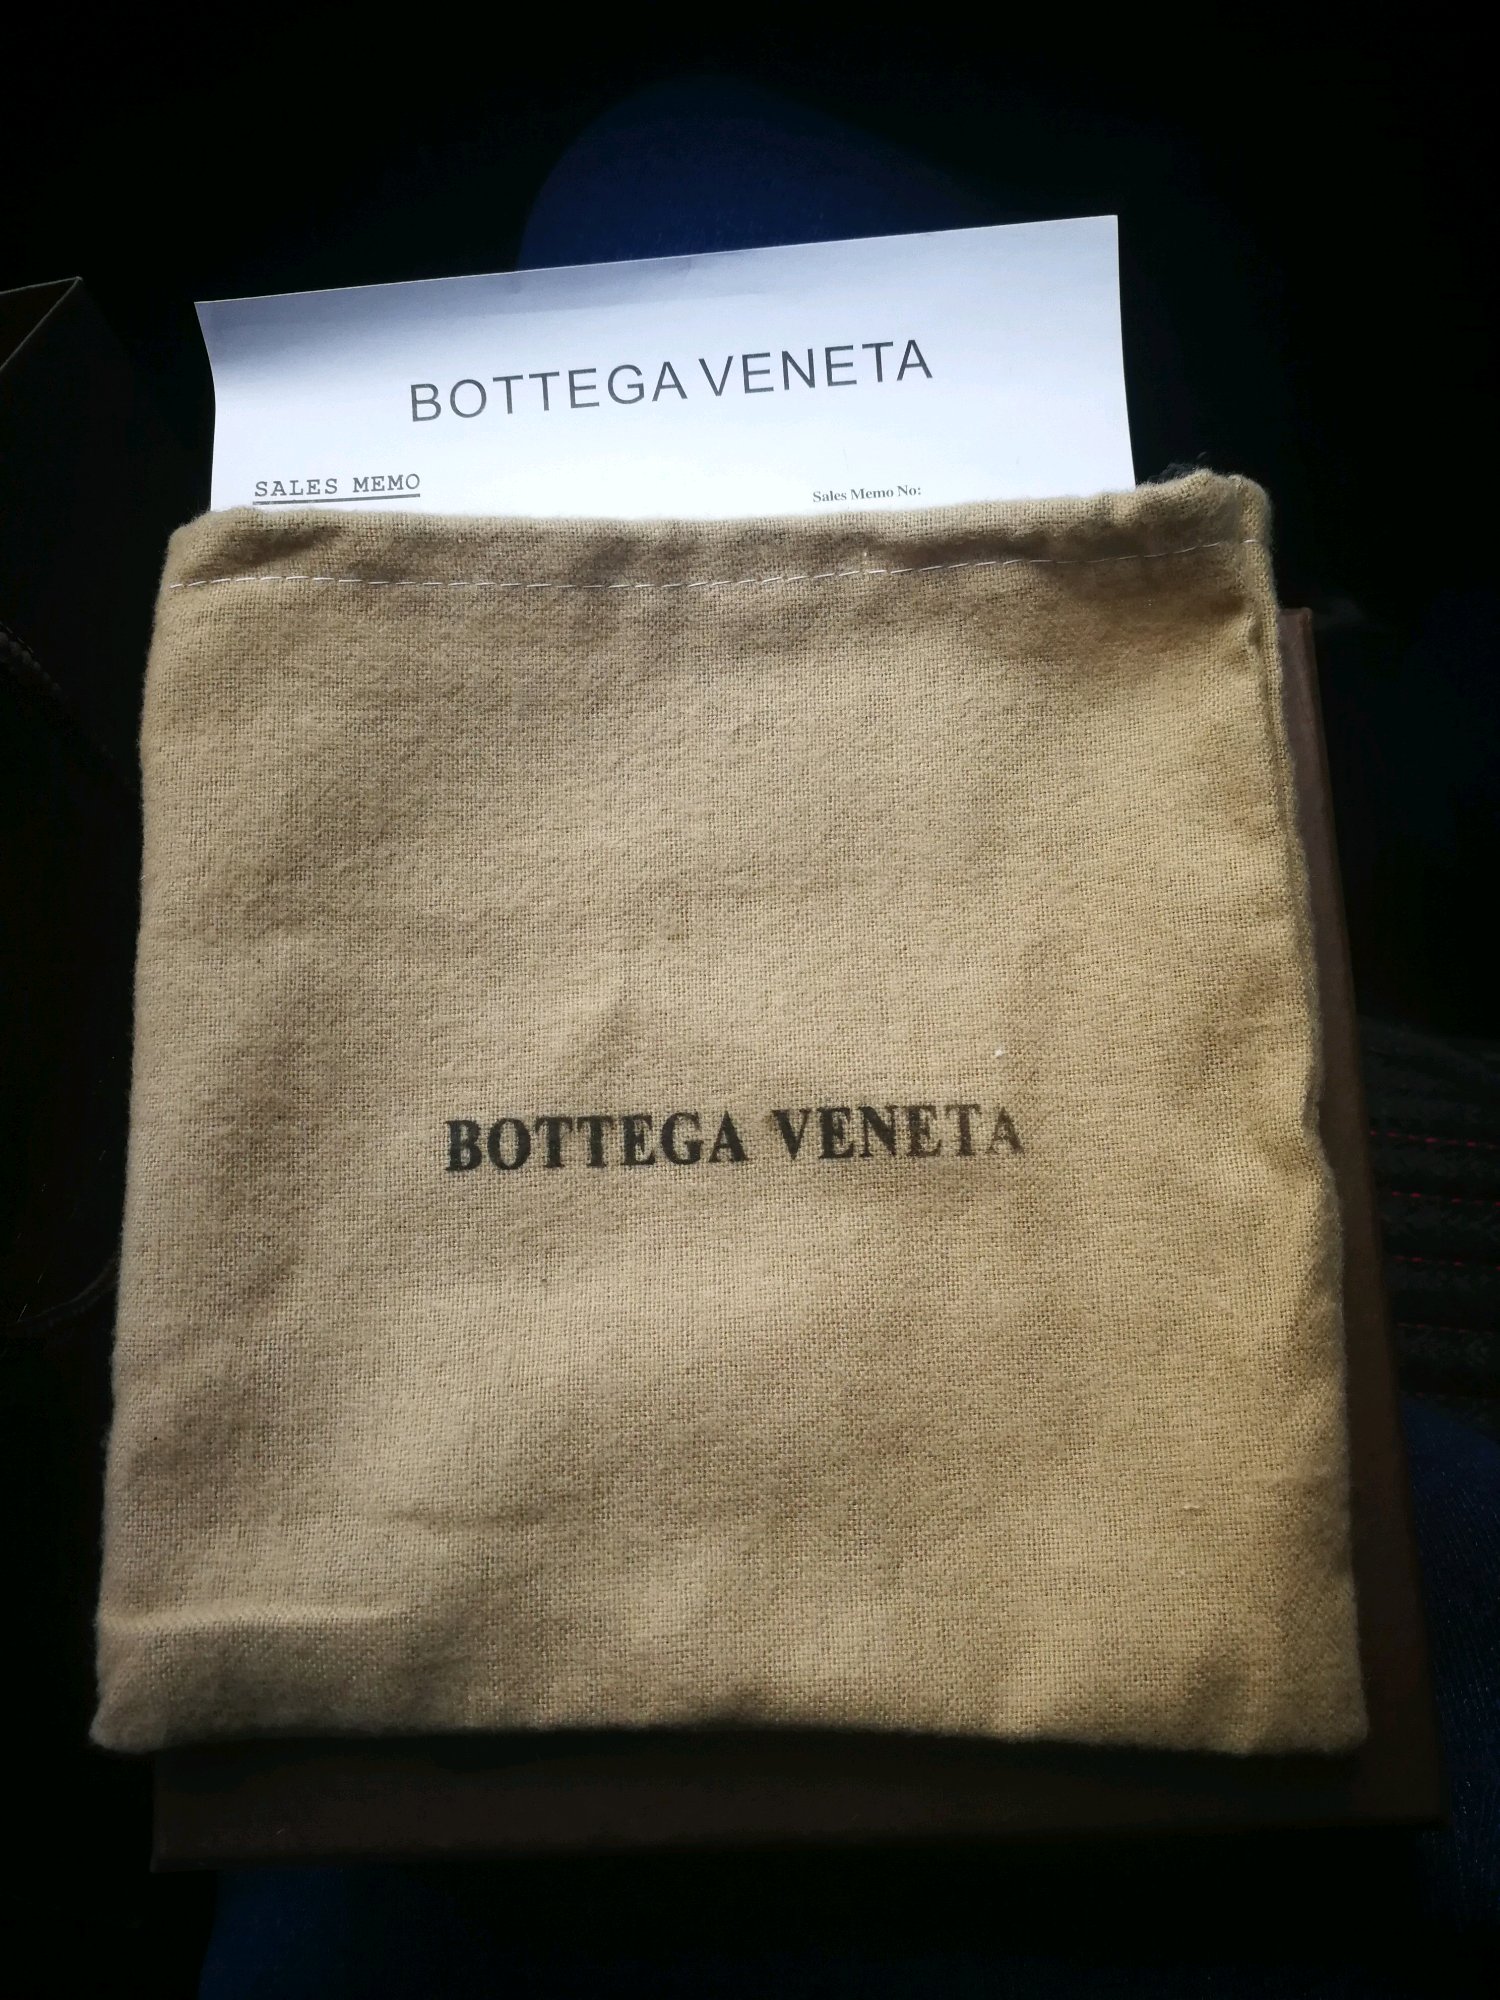 BOTTEGA VENETA
SALES MEMO
Sales Memo No:
BOTTEGA VENETA